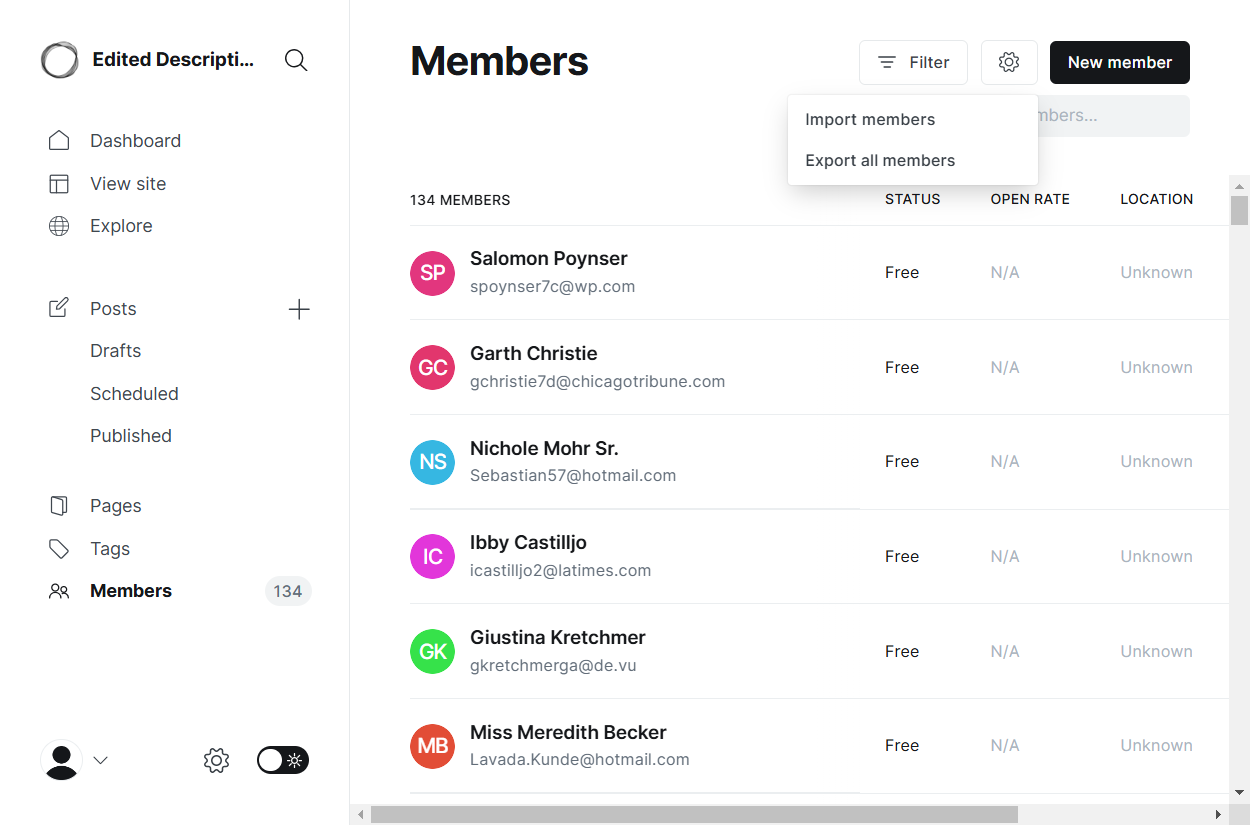 Edited Descripti...
Dashboard
View site
Explore
Posts
Drafts
Scheduled
Published
Pages
Tags
Members
134
Members
Filter
New member
Import members
Export all members
mbers...
134 MEMBERS
STATUS
OPEN RATE
LOCATION
SP
Salomon Poynser
spoynser7c@wp.com
Free
N/A
Unknown
GC
Garth Christie
gchristie7d@chicagotribune.com
Free
N/A
Unknown
NS
Nichole Mohr Sr.
Sebastian57@hotmail.com
Free
N/A
Unknown
IC
Ibby Castilljo
icastilljo2@latimes.com
Free
N/A
Unknown
GK
Giustina Kretchmer
gkretchmerga@de.vu
Free
N/A
Unknown
MB
Miss Meredith Becker
Lavada.Kunde@hotmail.com
Free
N/A
Unknown